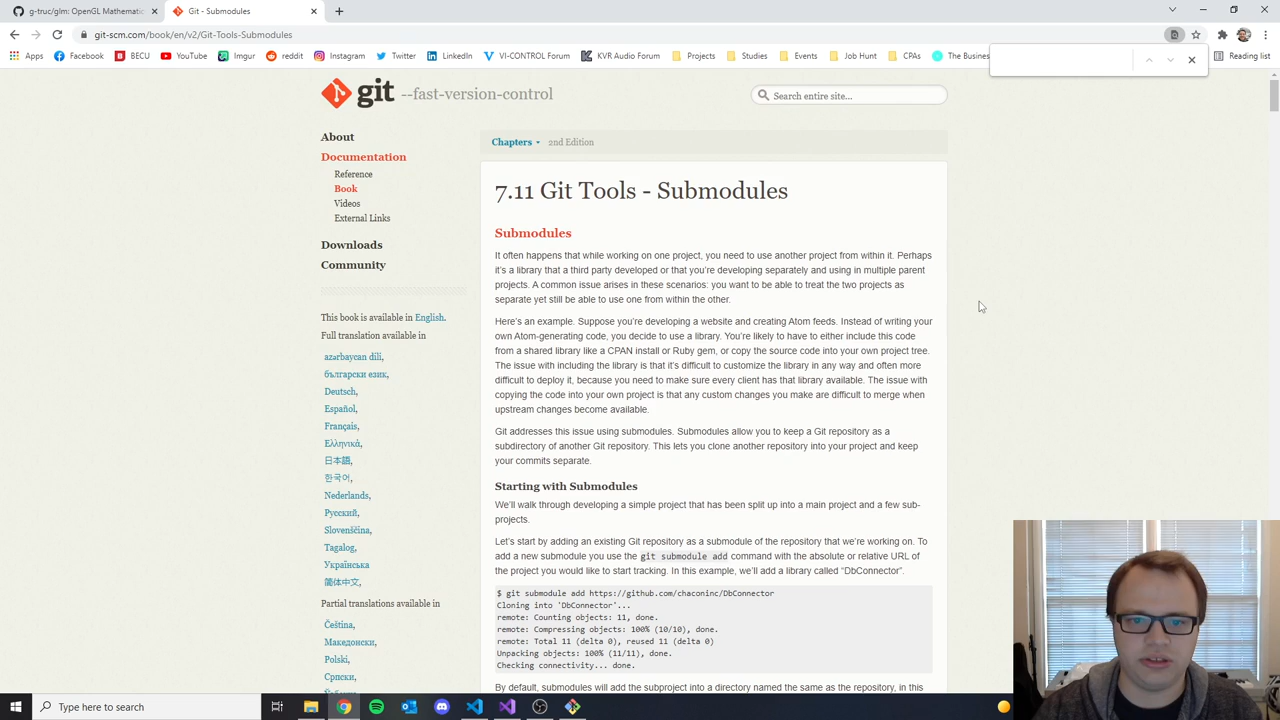 g-truc/glm: OpenGL Mathematic
Git - Submodules
git-scm.com/book/en/v2/Git-Tools-Submodules
Apps
Facebook
BECU
YouTube
Imgur
reddit
Instagram
Twitter
LinkedIn
VI-CONTROL Forum
KVR Audio Forum
Projects
Studies
Events
Job Hunt
CPAs
The Business
Reading list
git --fast-version-control
Search entire site...
About
Documentation
Reference
Book
Videos
External Links
Downloads
Community
This book is available in English.
Full translation available in
azərbaycan dili,
български език,
Deutsch,
Español,
Français,
Ελληνικά,
日本語,
한국어,
Nederlands,
Русский,
Slovenščina,
Tagalog,
Українська
简体中文,
Partial translations available in
Čeština,
Македонски,
Polski,
Српски,
Chapters
2nd Edition
7.11 Git Tools - Submodules
Submodules
It often happens that while working on one project, you need to use another project from within it. Perhaps
it's a library that a third party developed or that you're developing separately and using in multiple parent
projects. A common issue arises in these scenarios: you want to be able to treat the two projects as
separate yet still be able to use one from within the other.
Here's an example. Suppose you're developing a website and creating Atom feeds. Instead of writing your
own Atom-generating code, you decide to use a library. You're likely to have to either include this code
from a shared library like a CPAN install or Ruby gem, or copy the source code into your own project tree.
The issue with including the library is that it's difficult to customize the library in any way and often more
difficult to deploy it, because you need to make sure every client has that library available. The issue with
copying the code into your own project is that any custom changes you make are difficult to merge when
upstream changes become available.
Git addresses this issue using submodules. Submodules allow you to keep a Git repository as a
subdirectory of another Git repository. This lets you clone another repository into your project and keep
your commits separate.
Starting with Submodules
We'll walk through developing a simple project that has been split up into a main project and a few sub-
projects.
Let's start by adding an existing Git repository as a submodule of the repository that we're working on. To
add a new submodule you use the git submodule add command with the absolute or relative URL of
the project you would like to start tracking. In this example, we'll add a library called “DbConnector”.
$ git submodule add https://github.com/chaconinc/DbConnector
Cloning into 'DbConnector'...
remote: Counting objects: 11, done.
remote: Compressing objects: 100% (10/10), done.
remote: Total 11 (delta 0), reused 11 (delta 0)
Unpacking objects: 100% (11/11), done.
Checking connectivity... done.
By default, submodules will add the subproject into a directory named the same as the repository, in this
Type here to search